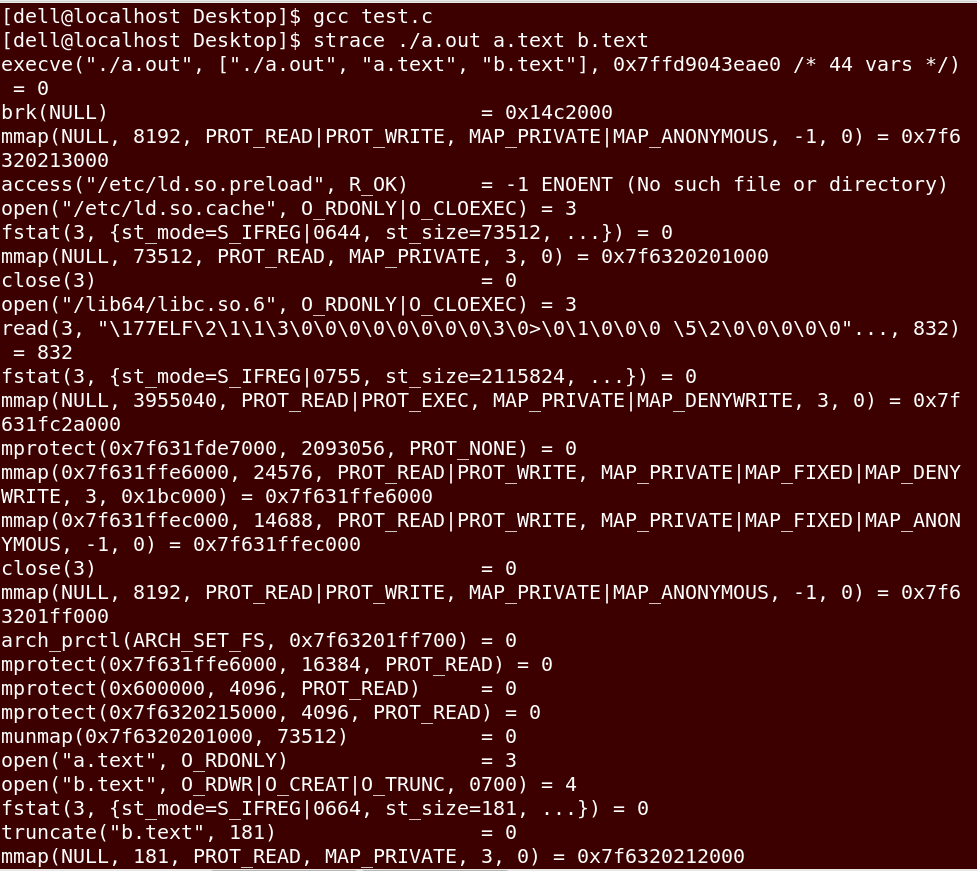 [dell@localhost Desktop]$ gcc test.c
[dell@localhost Desktop]$ strace ./a.out a.text b.text
execve("./a.out", ["./a.out", "a.text", "b.text"], 0x7ffd9043eae0 /* 44 vars */)
 = 0
brk(NULL)                               = 0x14c2000
mmap(NULL, 8192, PROT_READ|PROT_WRITE, MAP_PRIVATE|MAP_ANONYMOUS, -1, 0) = 0x7f6
320213000
access("/etc/ld.so.preload", R_OK)      = -1 ENOENT (No such file or directory)
open("/etc/ld.so.cache", O_RDONLY|O_CLOEXEC) = 3
fstat(3, {st_mode=S_IFREG|0644, st_size=73512, ...}) = 0
mmap(NULL, 73512, PROT_READ, MAP_PRIVATE, 3, 0) = 0x7f6320201000
close(3)                                = 0
open("/lib64/libc.so.6", O_RDONLY|O_CLOEXEC) = 3
read(3, "\177ELF\2\1\1\3\0\0\0\0\0\0\0\0\3\0>\0\1\0\0\0 \5\2\0\0\0\0\0"..., 832)
 = 832
fstat(3, {st_mode=S_IFREG|0755, st_size=2115824, ...}) = 0
mmap(NULL, 3955040, PROT_READ|PROT_EXEC, MAP_PRIVATE|MAP_DENYWRITE, 3, 0) = 0x7f
631fc2a000
mprotect(0x7f631fde7000, 2093056, PROT_NONE) = 0
mmap(0x7f631ffe6000, 24576, PROT_READ|PROT_WRITE, MAP_PRIVATE|MAP_FIXED|MAP_DENY
WRITE, 3, 0x1bc000) = 0x7f631ffe6000
mmap(0x7f631ffec000, 14688, PROT_READ|PROT_WRITE, MAP_PRIVATE|MAP_FIXED|MAP_ANON
YMOUS, -1, 0) = 0x7f631ffec000
close(3)                                = 0
mmap(NULL, 8192, PROT_READ|PROT_WRITE, MAP_PRIVATE|MAP_ANONYMOUS, -1, 0) = 0x7f6
3201ff000
arch_prctl(ARCH_SET_FS, 0x7f63201ff700) = 0
mprotect(0x7f631ffe6000, 16384, PROT_READ) = 0
mprotect(0x600000, 4096, PROT_READ)     = 0
mprotect(0x7f6320215000, 4096, PROT_READ) = 0
munmap(0x7f6320201000, 73512)           = 0
open("a.text", O_RDONLY)                = 3
open("b.text", O_RDWR|O_CREAT|O_TRUNC, 0700) = 4
fstat(3, {st_mode=S_IFREG|0664, st_size=181, ...}) = 0
truncate("b.text", 181)                 = 0
mmap(NULL, 181, PROT_READ, MAP_PRIVATE, 3, 0) = 0x7f6320212000